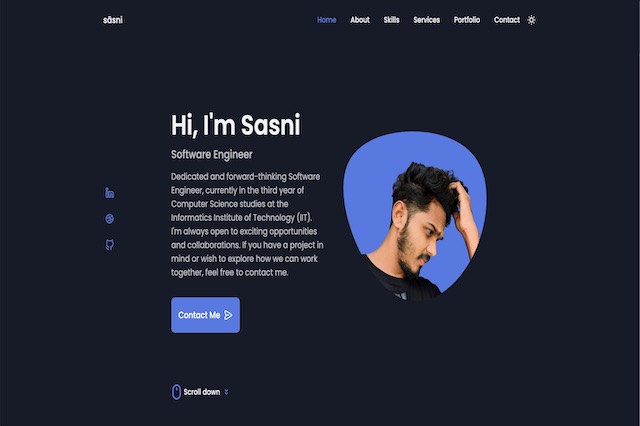 sāsni
Home About Skills Services Portfolio Contact
Hi, I'm Sasni
Software Engineer
Dedicated and forward-thinking Software
Engineer, currently in the third year of
Computer Science studies at the
Informatics Institute of Technology (IIT).
I'm always open to exciting opportunities
and collaborations. If you have a project in
mind or wish to explore how we can work
together, feel free to contact me.
Contact Me
Scroll down